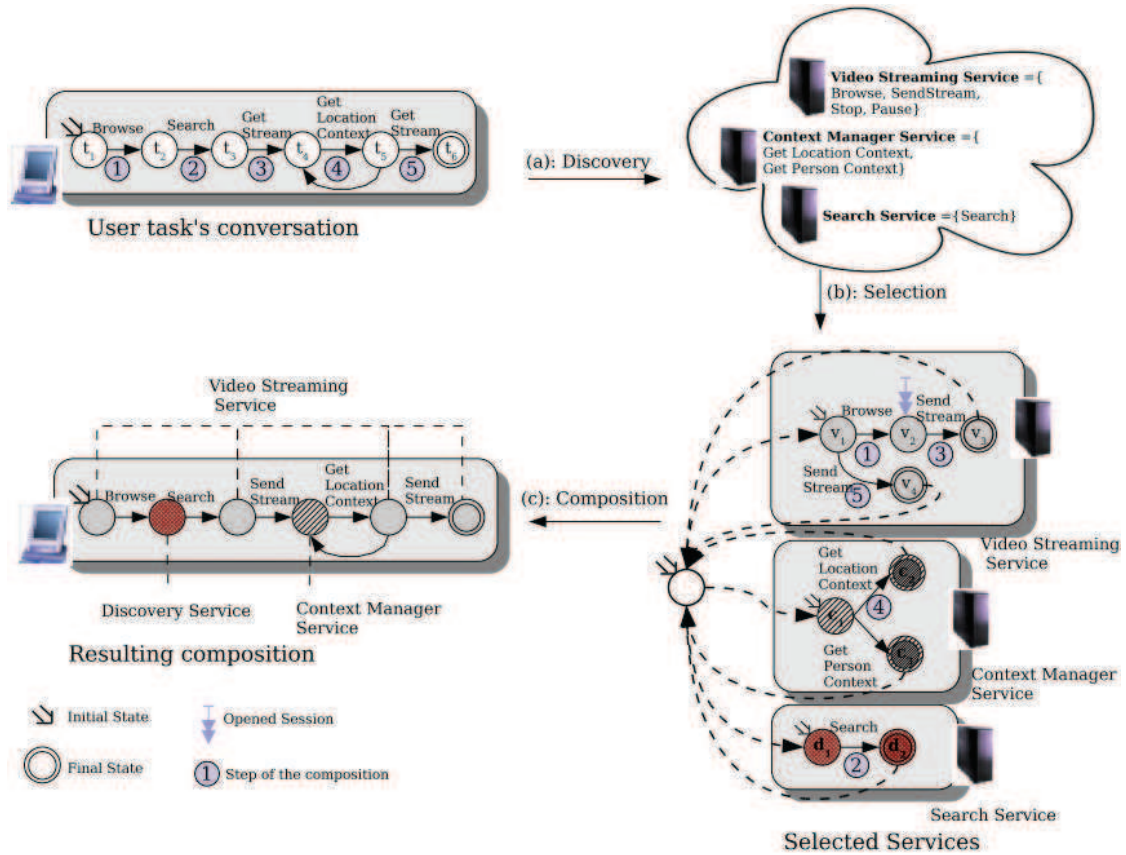 Browse
Search
Get
Stream
Get
Location
Context
Get
Stream
t1
t2
t3
t4
t5
t6
1
2
3
4
5
User task's conversation
(a): Discovery
Video Streaming Service ={
Browse, SendStream,
Stop, Pause}
Context Manager Service ={
Get Location Context,
Get Person Context}
Search Service ={Search}
(b): Selection
Video Streaming
Service
Browse
Search
Send
Stream
Get
Location
Context
Send
Stream
Discovery Service
Context Manager
Service
Resulting composition
(c): Composition
Browse
Send
Stream
v1
v2
v3
1
3
Send
Stream
v4
5
Video Streaming
Service
Get
Location
Context
c1
c2
4
Get
Person
Context
c3
Context Manager
Service
Search
d1
d2
2
Search Service
Selected Services
Initial State
Opened Session
Final State
1
Step of the composition